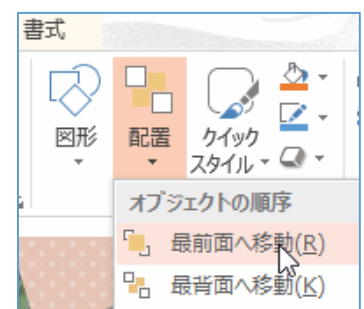 書式
図形
配置
クイック
スタイル
オブジェクトの順序
最前面へ移動(R)
最背面へ移動(K)